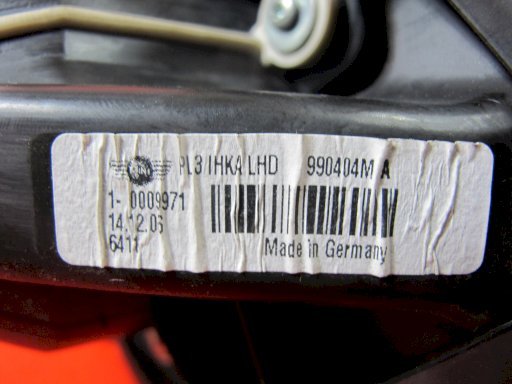 PL3 IHKA LHD 990404M A
1- 0009971
14.12.06
6411
Made in Germany